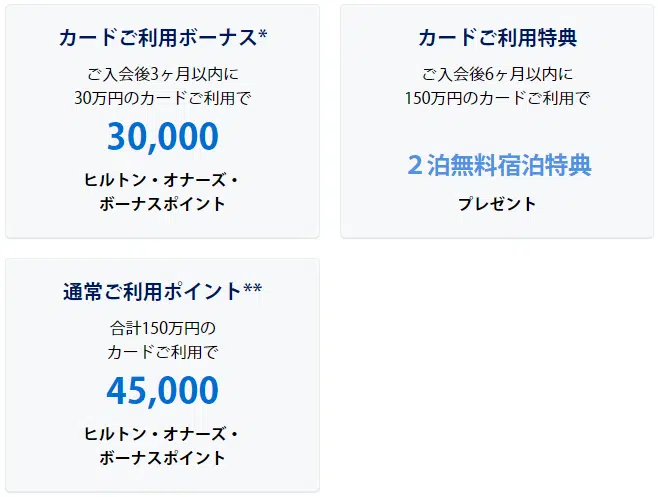 カードご利用ボーナス*
ご入会後3ヶ月以内に
30万円のカードご利用で
30,000
ヒルトン・オナーズ・
ボーナスポイント
カードご利用特典
ご入会後6ヶ月以内に
150万円のカードご利用で
２泊無料宿泊特典
プレゼント
通常ご利用ポイント**
合計150万円の
カードご利用で
45,000
ヒルトン・オナーズ・
ボーナスポイント